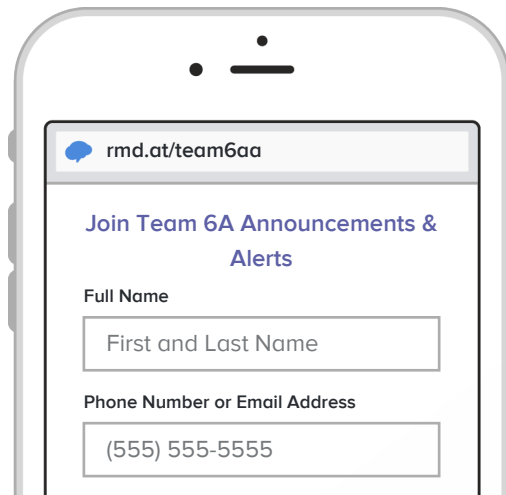 rmd.at/team6aa
Join Team 6A Announcements &
Alerts
Full Name
First and Last Name
Phone Number or Email Address
(555) 555-5555